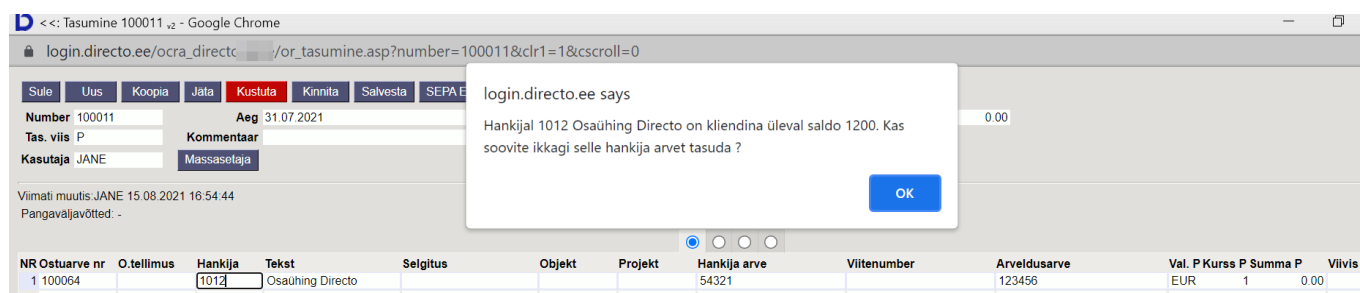 <<: Tasumine 100011 v2 - Google Chrome
login.directo.ee/ocra_directo /or_tasumine.asp?number=100011&clr1=1&cscroll=0
Sule Uus Koopia Jäta Kustuta Kinnita Salvesta SEPA E
Number 100011 Aeg 31.07.2021 0.00
Tas. viis P Kommentaar
Kasutaja JANE Massasetaja
login.directo.ee says
Hankijal 1012 Osaühing Directo on kliendina üleval saldo 1200. Kas
soovite ikkagi selle hankija arvet tasuda ?
OK
Viimati muutis:JANE 15.08.2021 16:54:44
Pangaväljavõtted: -
NR Ostuarve nr O.tellimus Hankija Tekst Selgitus Objekt Projekt Hankija arve Viitenumber Arveldusarve Val. P Kurss P Summa P Viivis
1 100064 1012 Osaühing Directo 54321 123456 EUR 1 0.00